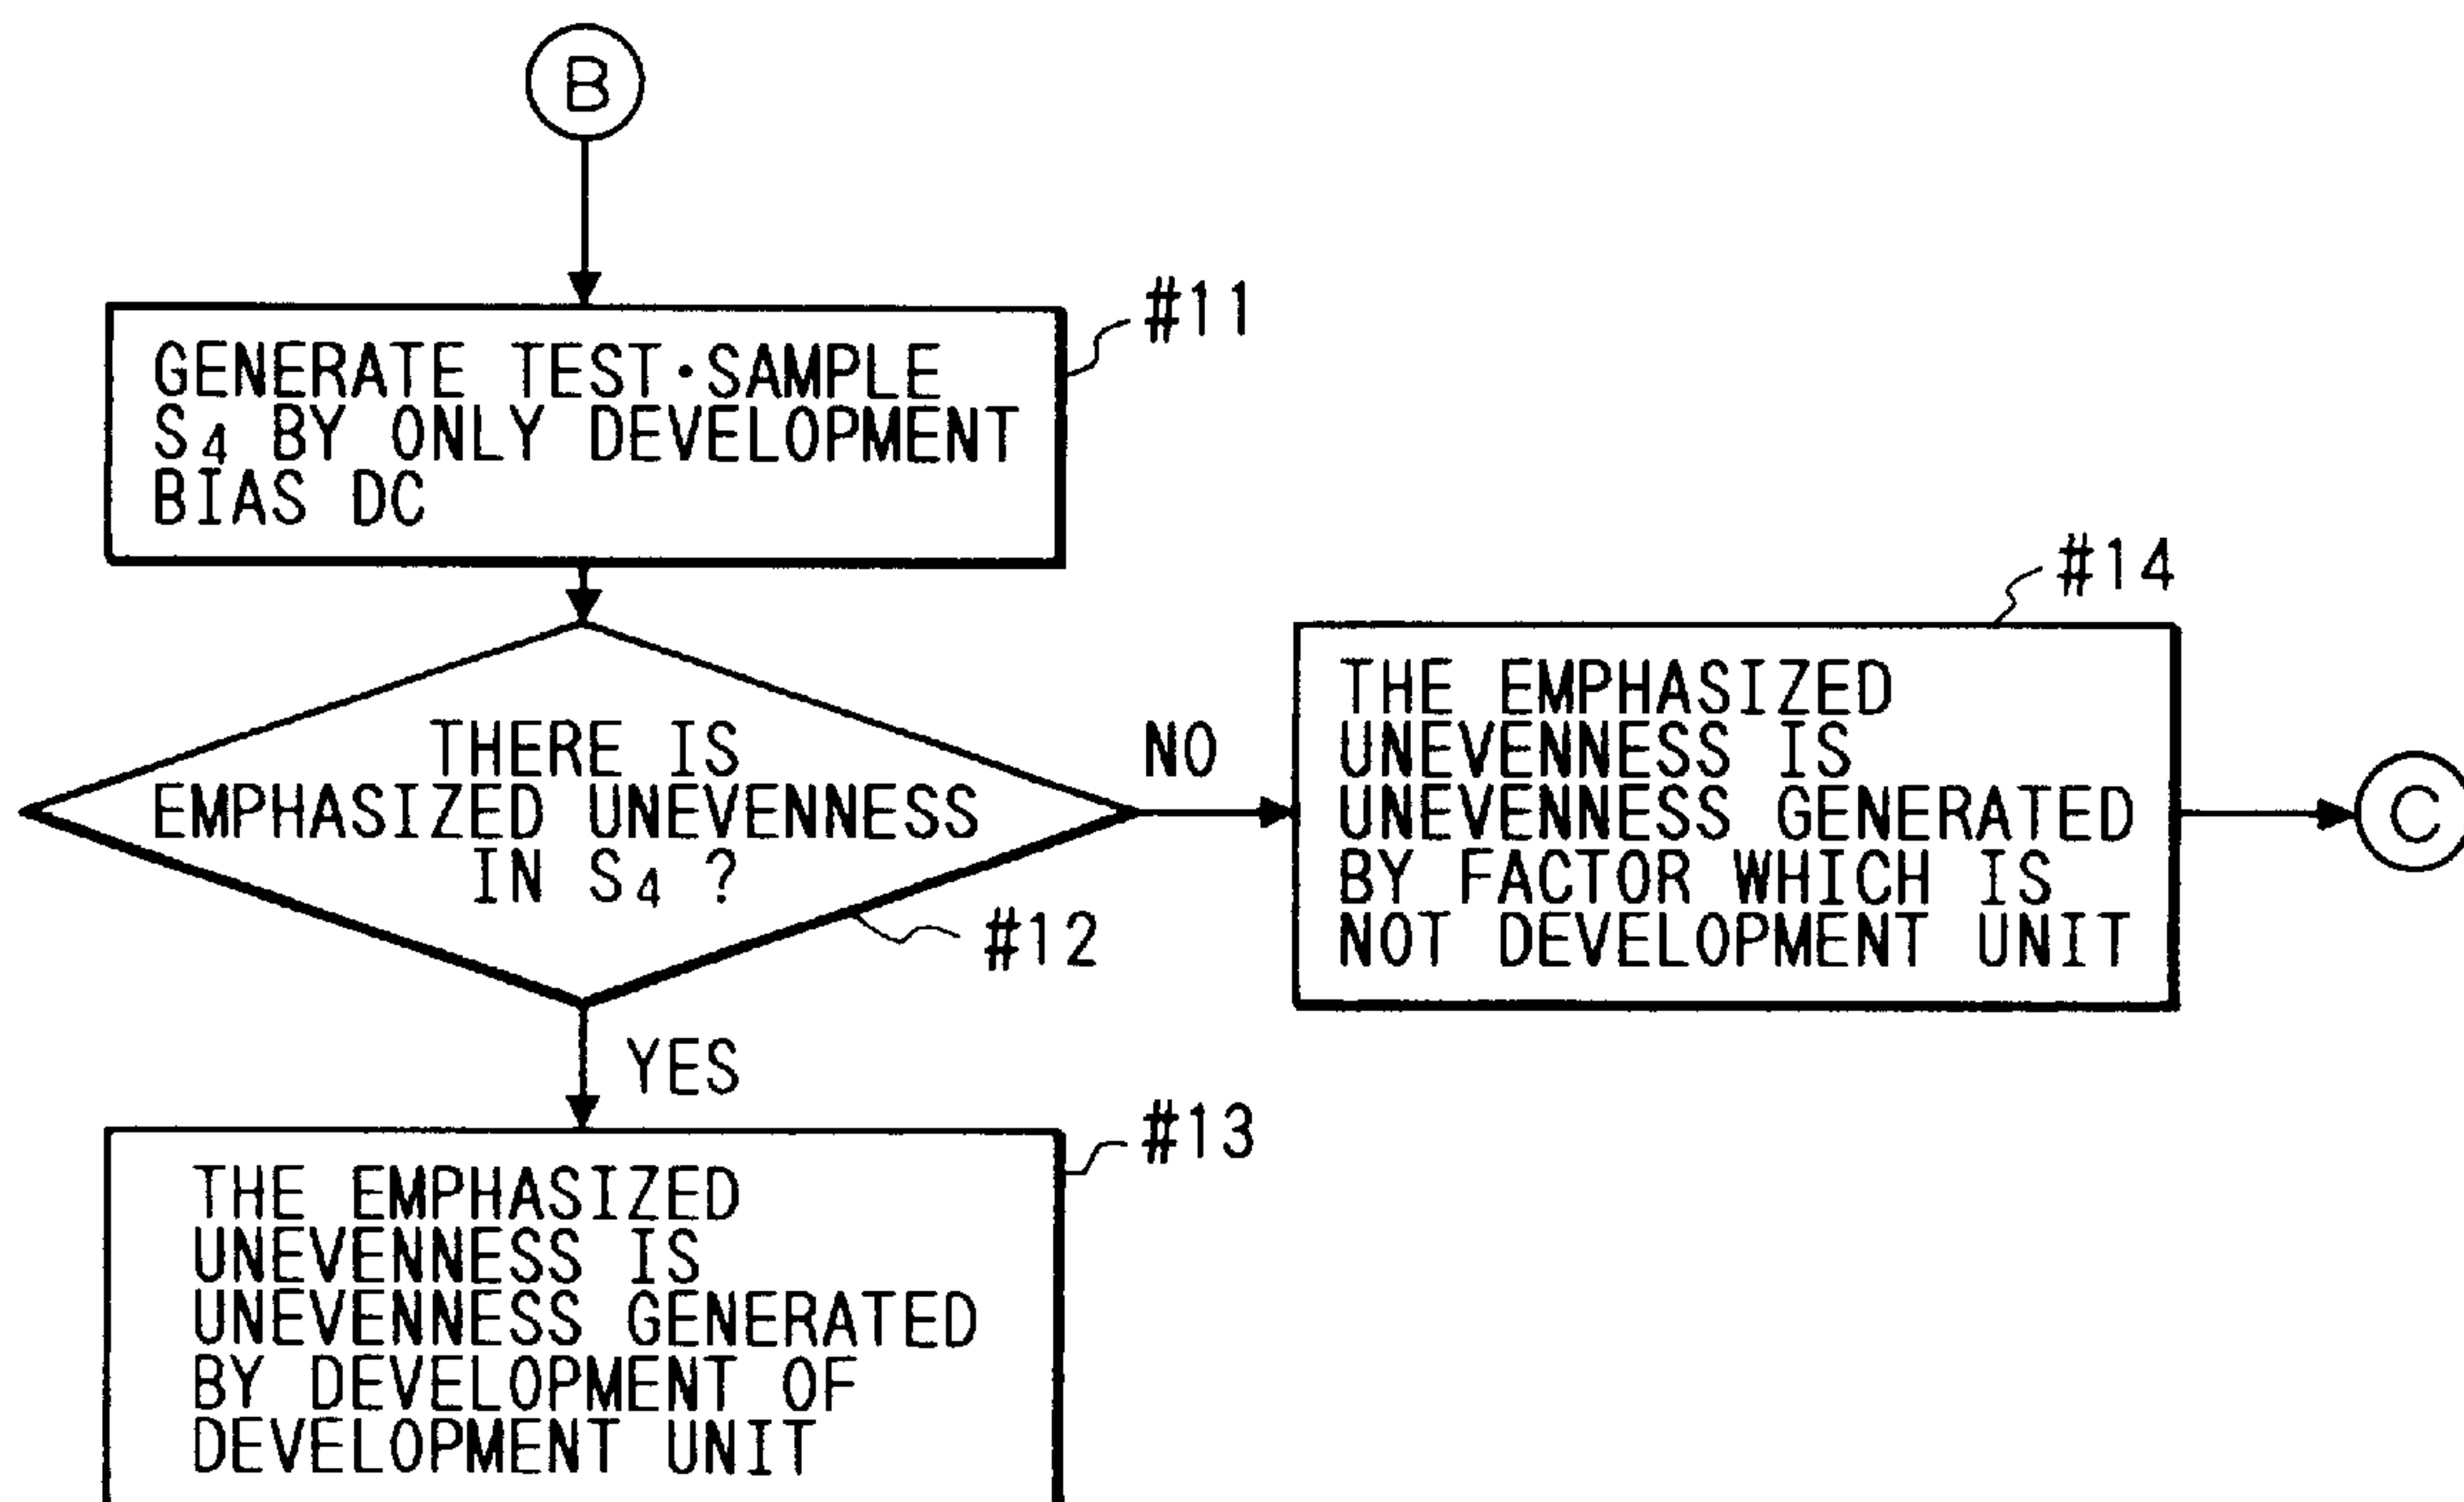 B
#11
GENERATE TEST·SAMPLE
S4 BY ONLY DEVELOPMENT
BIAS DC
THERE IS
EMPHASIZED UNEVENNESS
IN S4 ?
#12
NO
#14
THE EMPHASIZED
UNEVENNESS IS
UNEVENNESS GENERATED
BY FACTOR WHICH IS
NOT DEVELOPMENT UNIT
C
YES
#13
THE EMPHASIZED
UNEVENNESS IS
UNEVENNESS GENERATED
BY DEVELOPMENT OF
DEVELOPMENT UNIT